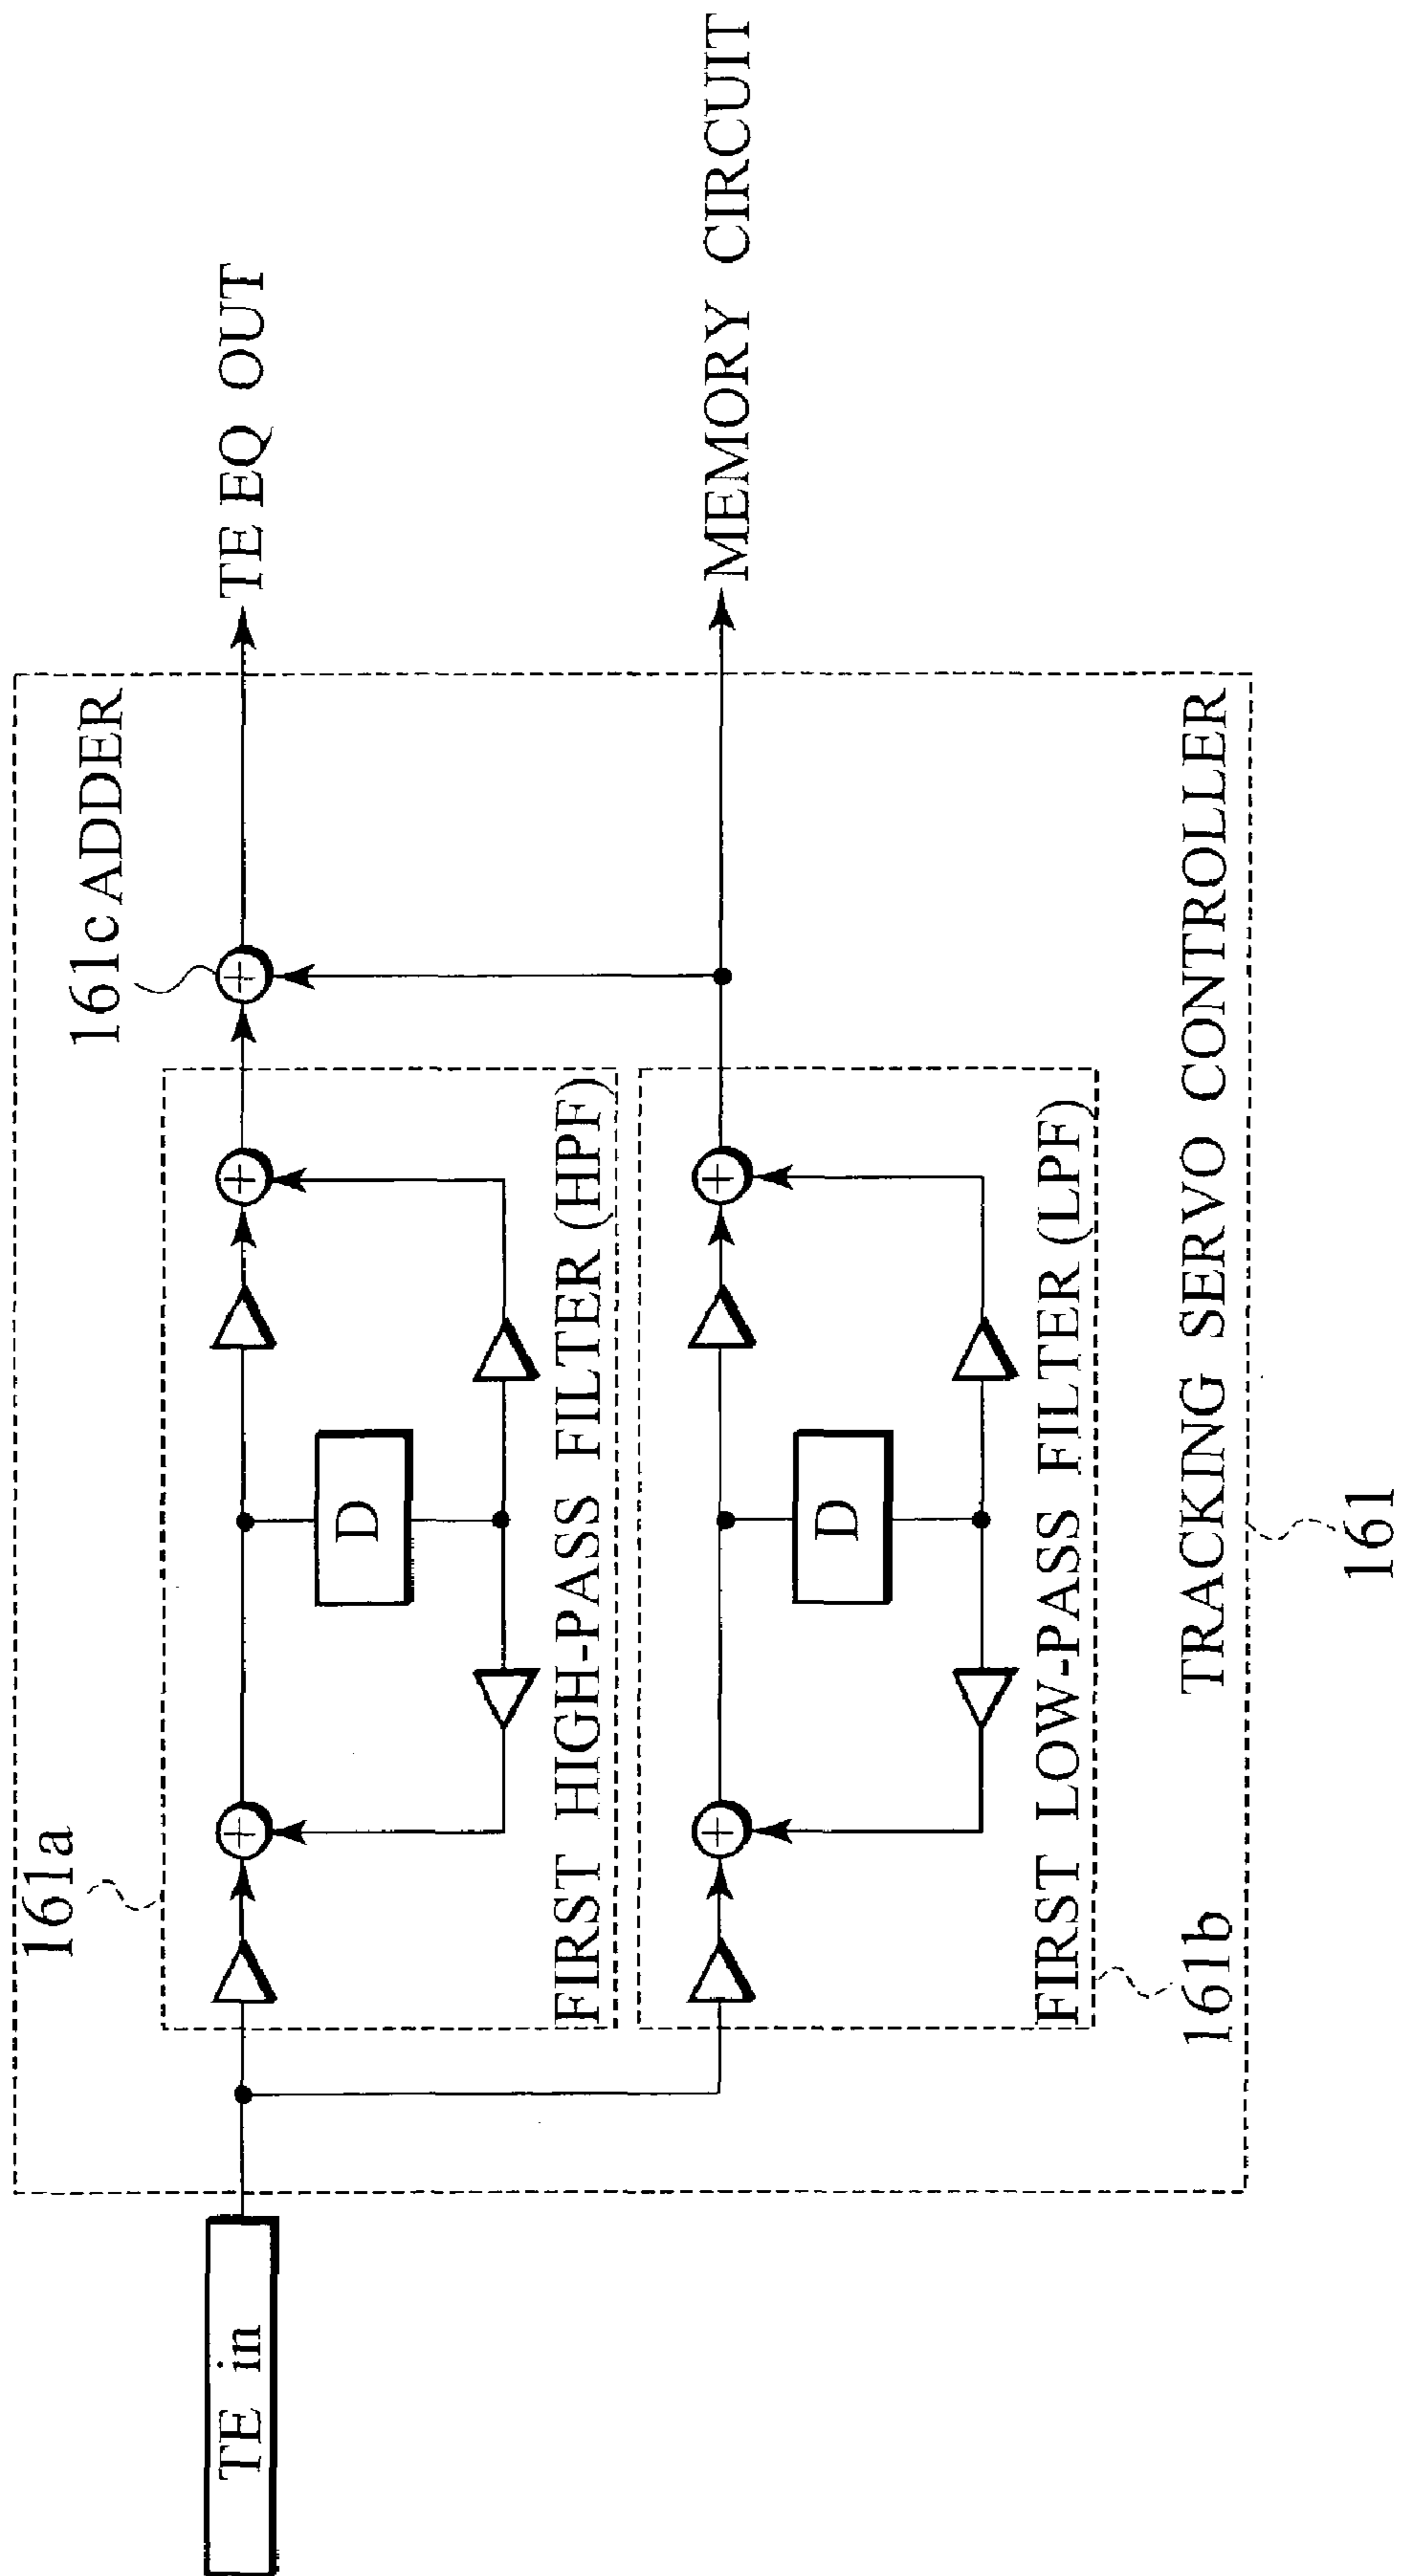 161a
161c ADDER
TE in
TE EQ OUT
D
FIRST HIGH-PASS FILTER (HPF)
MEMORY CIRCUIT
D
FIRST LOW-PASS FILTER (LPF)
161b
TRACKING SERVO CONTROLLER
161